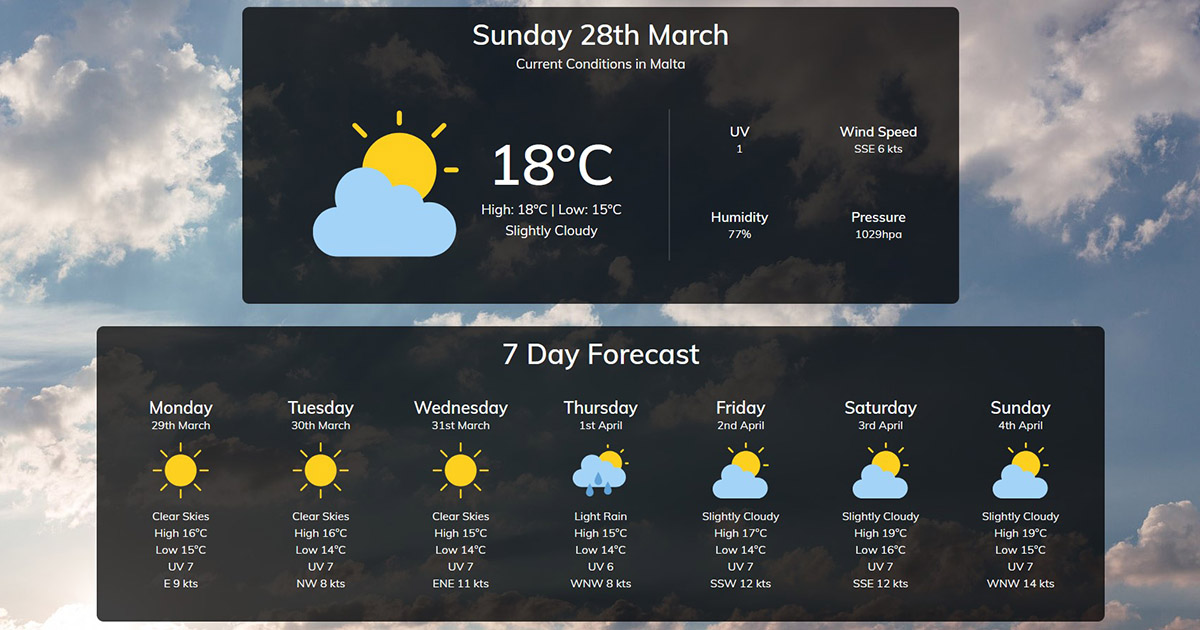 Sunday 28th March
Current Conditions in Malta
18°C
High: 18°C | Low: 15°C
Slightly Cloudy
UV
1
Wind Speed
SSE 6 kts
Humidity
77%
Pressure
1029hpa
7 Day Forecast
Monday
29th March
Clear Skies
High 16°C
Low 15°C
UV 7
E 9 kts
Tuesday
30th March
Clear Skies
High 16°C
Low 14°C
UV 7
NW 8 kts
Wednesday
31st March
Clear Skies
High 15°C
Low 14°C
UV 7
ENE 11 kts
Thursday
1st April
Light Rain
High 15°C
Low 14°C
UV 6
WNW 8 kts
Friday
2nd April
Slightly Cloudy
High 17°C
Low 14°C
UV 7
SSW 12 kts
Saturday
3rd April
Slightly Cloudy
High 19°C
Low 16°C
UV 7
SSE 12 kts
Sunday
4th April
Slightly Cloudy
High 19°C
Low 15°C
UV 7
WNW 14 kts